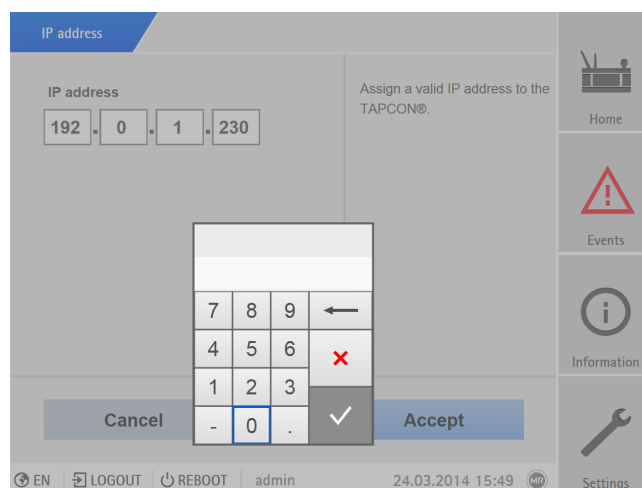 IP address
IP address
192 . 0 . 1 . 230
Assign a valid IP address to the
TAPCON®.
7 8 9
4 5 6
1 2 3
- 0 .
Cancel
Accept
EN LOGOUT REBOOT admin 24.03.2014 15:49 MR
Home
Events
Information
Settings